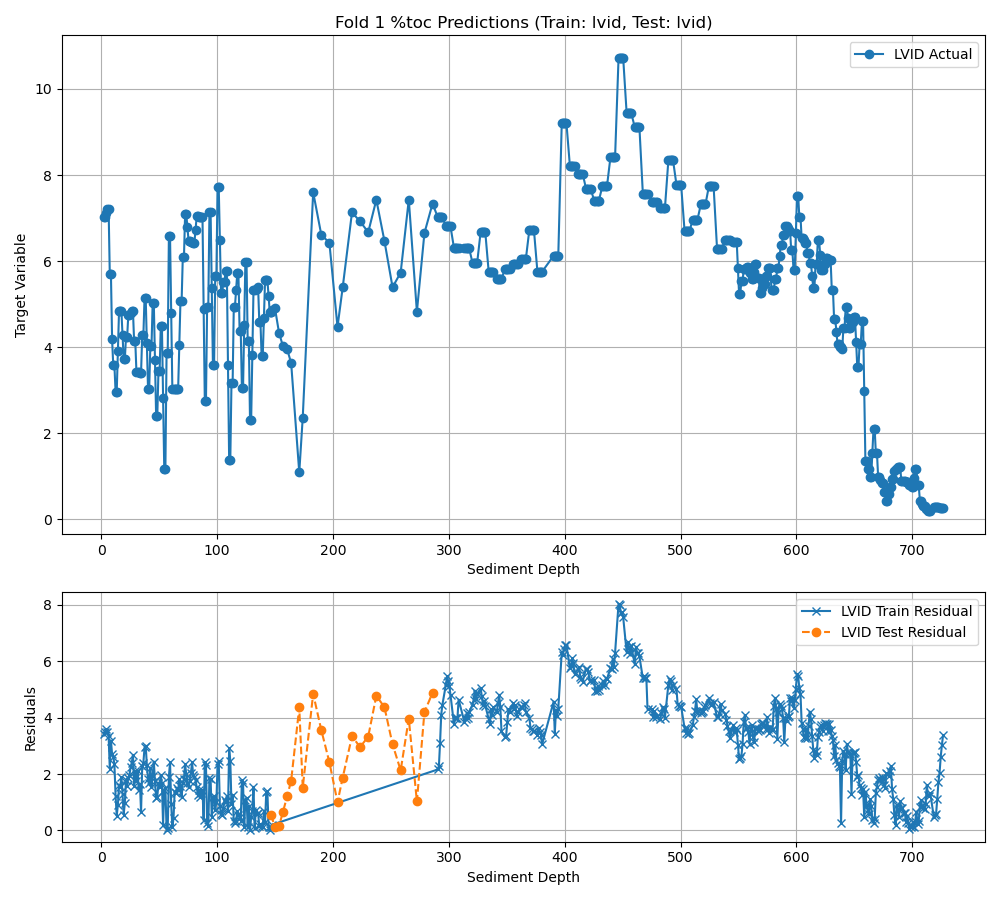 Fold 1 %toc Predictions (Train: lvid, Test: lvid)
LVID Actual
Target Variable
10
8
6
4
2
0
0 100 200 300 400 500 600 700
Sediment Depth
LVID Train Residual
LVID Test Residual
Residuals
8
6
4
2
0
0 100 200 300 400 500 600 700
Sediment Depth